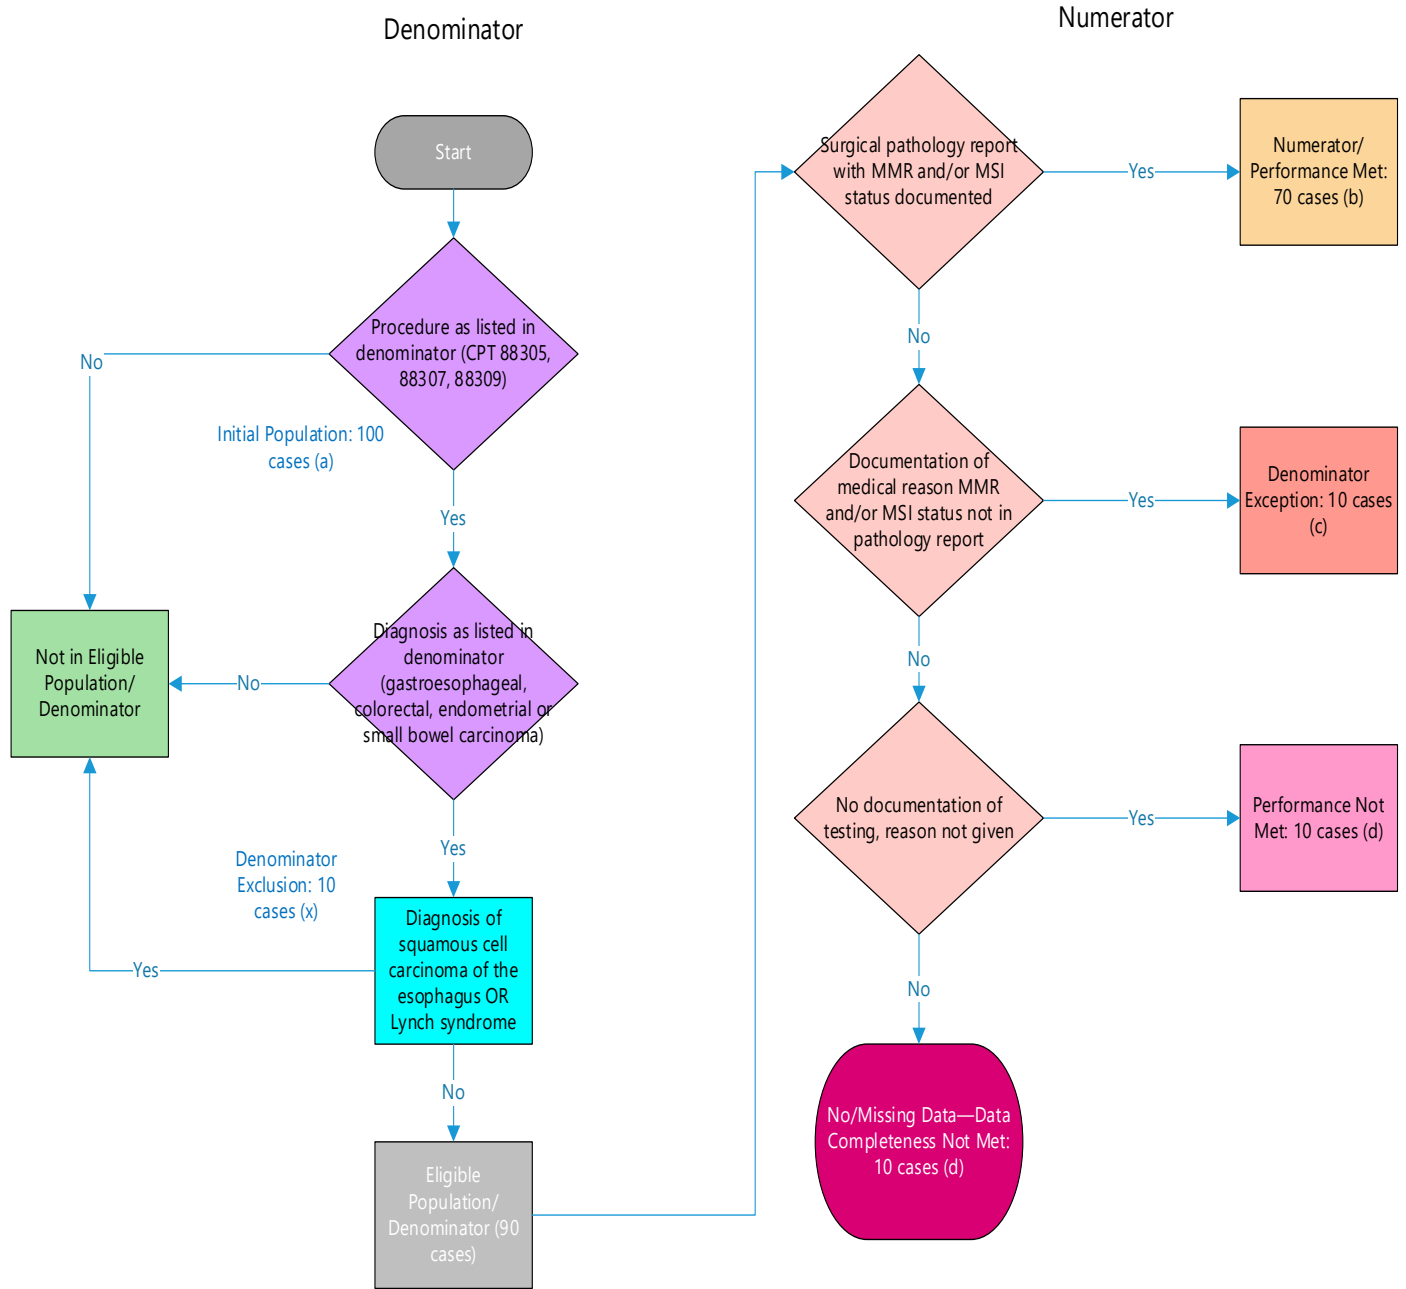 Denominator
Start
Procedure as listed in
denominator (CPT 88305,
88307, 88309)
No
Initial Population: 100
cases (a)
Yes
Diagnosis as listed in
denominator
(gastroesophageal,
colorectal, endometrial or
small bowel carcinoma)
No
Not in Eligible
Population/
Denominator
Yes
Denominator
Exclusion: 10
cases (x)
Diagnosis of
squamous cell
carcinoma of the
esophagus OR
Lynch syndrome
Yes
No
Eligible
Population/
Denominator (90
cases)
Numerator
Surgical pathology report
with MMR and/or MSI
status documented
Yes
Numerator/
Performance Met:
70 cases (b)
No
Documentation of
medical reason MMR
and/or MSI status not in
pathology report
Yes
Denominator
Exception: 10 cases
(c)
No
No documentation of
testing, reason not given
Yes
Performance Not
Met: 10 cases (d)
No
No/Missing Data—Data
Completeness Not Met:
10 cases (d)